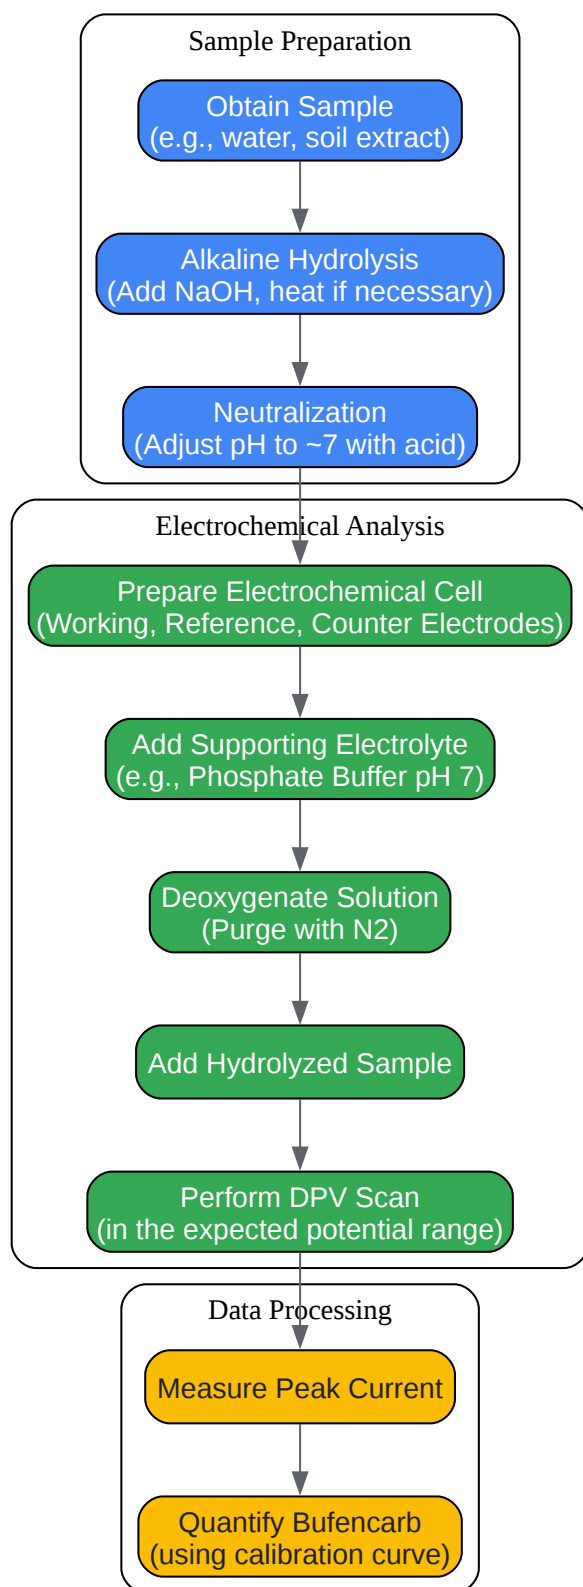 Sample Preparation
Obtain Sample
(e.g., water, soil extract)
Alkaline Hydrolysis
(Add NaOH, heat if necessary)
Neutralization
(Adjust pH to ~7 with acid)
Electrochemical Analysis
Prepare Electrochemical Cell
(Working, Reference, Counter Electrodes)
Add Supporting Electrolyte
(e.g., Phosphate Buffer pH 7)
Deoxygenate Solution
(Purge with N2)
Add Hydrolyzed Sample
Perform DPV Scan
(in the expected potential range)
Data Processing
Measure Peak Current
Quantify Bufencarb
(using calibration curve)